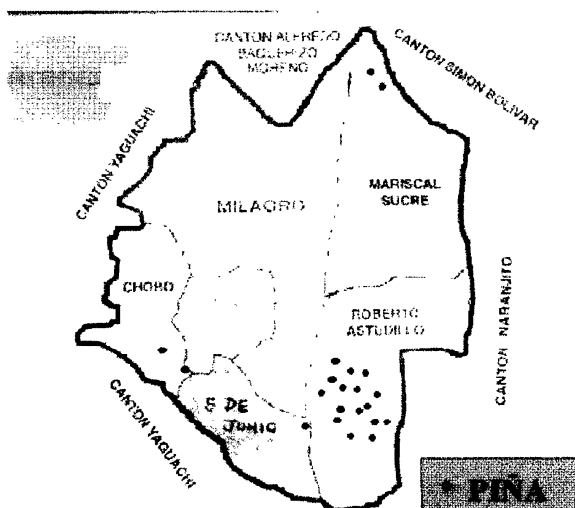 CANTON ALFREDO
BAQUERIZO
MORENO
CANTON SIMON BOLIVAR
CANTON YAGUACHI
MILAGRO
MARISCAL
SUCRE
CHOBO
ROBERTO
ASTUDILLO
CANTON NARANJITO
CANTON YAGUACHI
5 DE
JUNIO
PIÑA